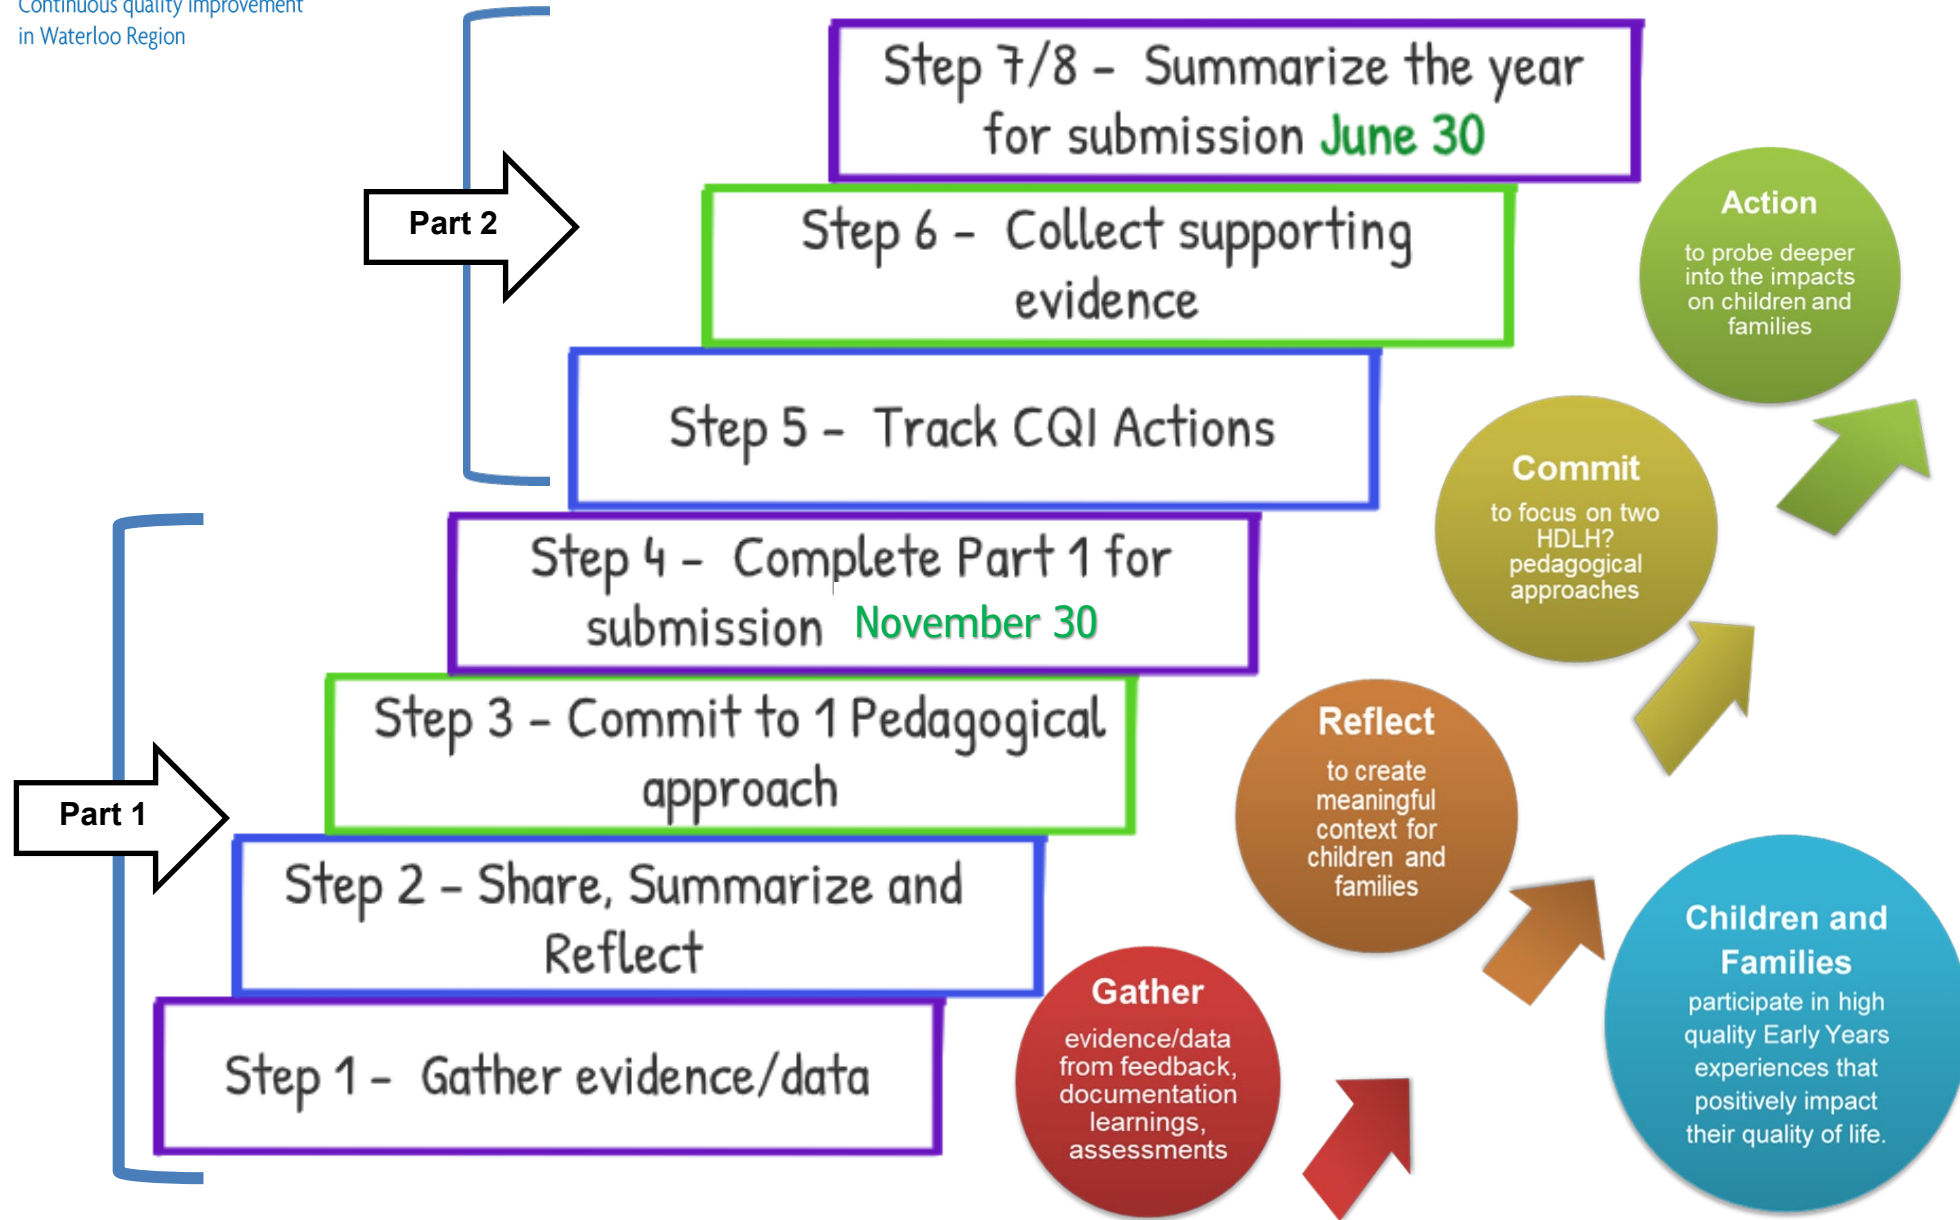 Continuous quality improvement
in Waterloo Region
Step 7/8 - Summarize the year
for submission June 30
Part 2
Step 6 - Collect supporting
evidence
Step 5 - Track CQI Actions
Step 4 - Complete Part 1 for
submission November 30
Step 3 - Commit to 1 Pedagogical
approach
Part 1
Step 2 - Share, Summarize and
Reflect
Step 1 - Gather evidence/data
Action
to probe deeper
into the impacts
on children and
families
Commit
to focus on two
HDLH?
pedagogical
approaches
Reflect
to create
meaningful
context for
children and
families
Gather
evidence/data
from feedback,
documentation
learnings,
assessments
Children and
Families
participate in high
quality Early Years
experiences that
positively impact
their quality of life.